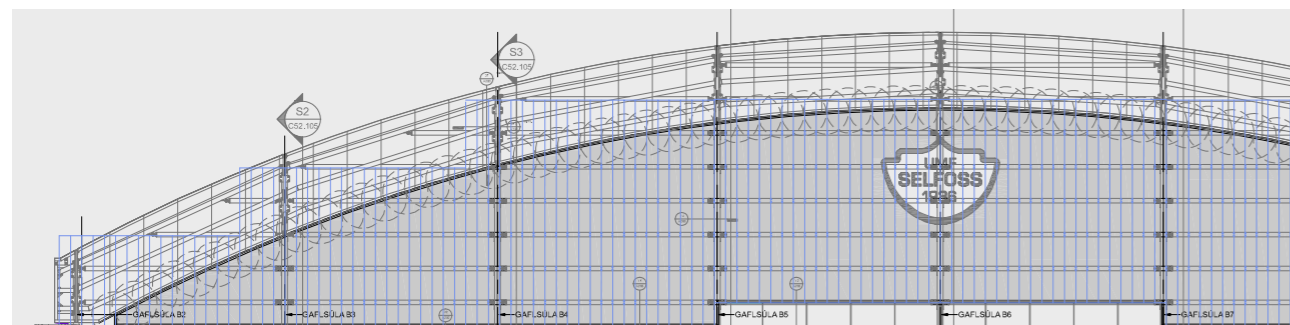 S3
C52.105
S2
C52.105
UMF
SELFOSS
1936
GAFLSÚLA B2
GAFLSÚLA B3
GAFLSÚLA B4
GAFLSÚLA B5
GAFLSÚLA B6
GAFLSÚLA B7